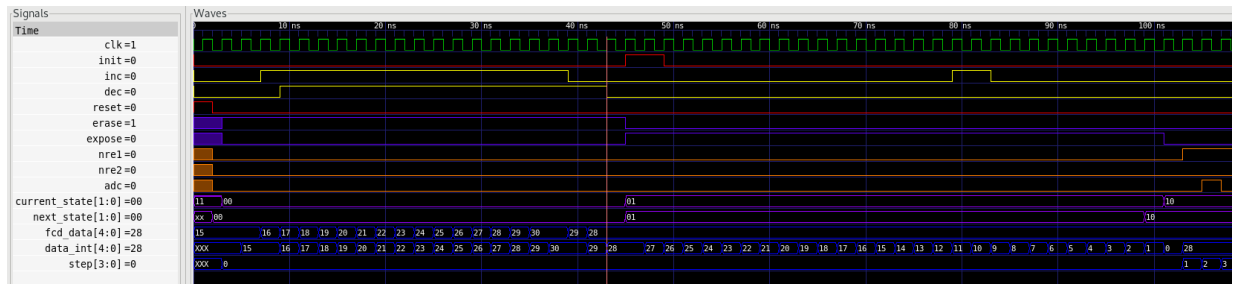 Signals
Waves
Time
10 ns 20 ns 30 ns 40 ns 50 ns 60 ns 70 ns 80 ns 90 ns 100 ns
clk=1
init=0
inc=0
dec=0
reset=0
erase=1
expose=0
nre1=0
nre2=0
adc=0
current_state[1:0]=00 11 00 01 10
next_state[1:0]=00 xx 00 01 10
fcd_data[4:0]=28 15 16 17 18 19 20 21 22 23 24 25 26 27 28 29 30 29 28
data_int[4:0]=28 XXX 15 16 17 18 19 20 21 22 23 24 25 26 27 28 29 30 29 28 27 26 25 24 23 22 21 20 19 18 17 16 15 14 13 12 11 10 9 8 7 6 5 4 3 2 1 0 28
step[3:0]=0 XXX 0 1 2 3